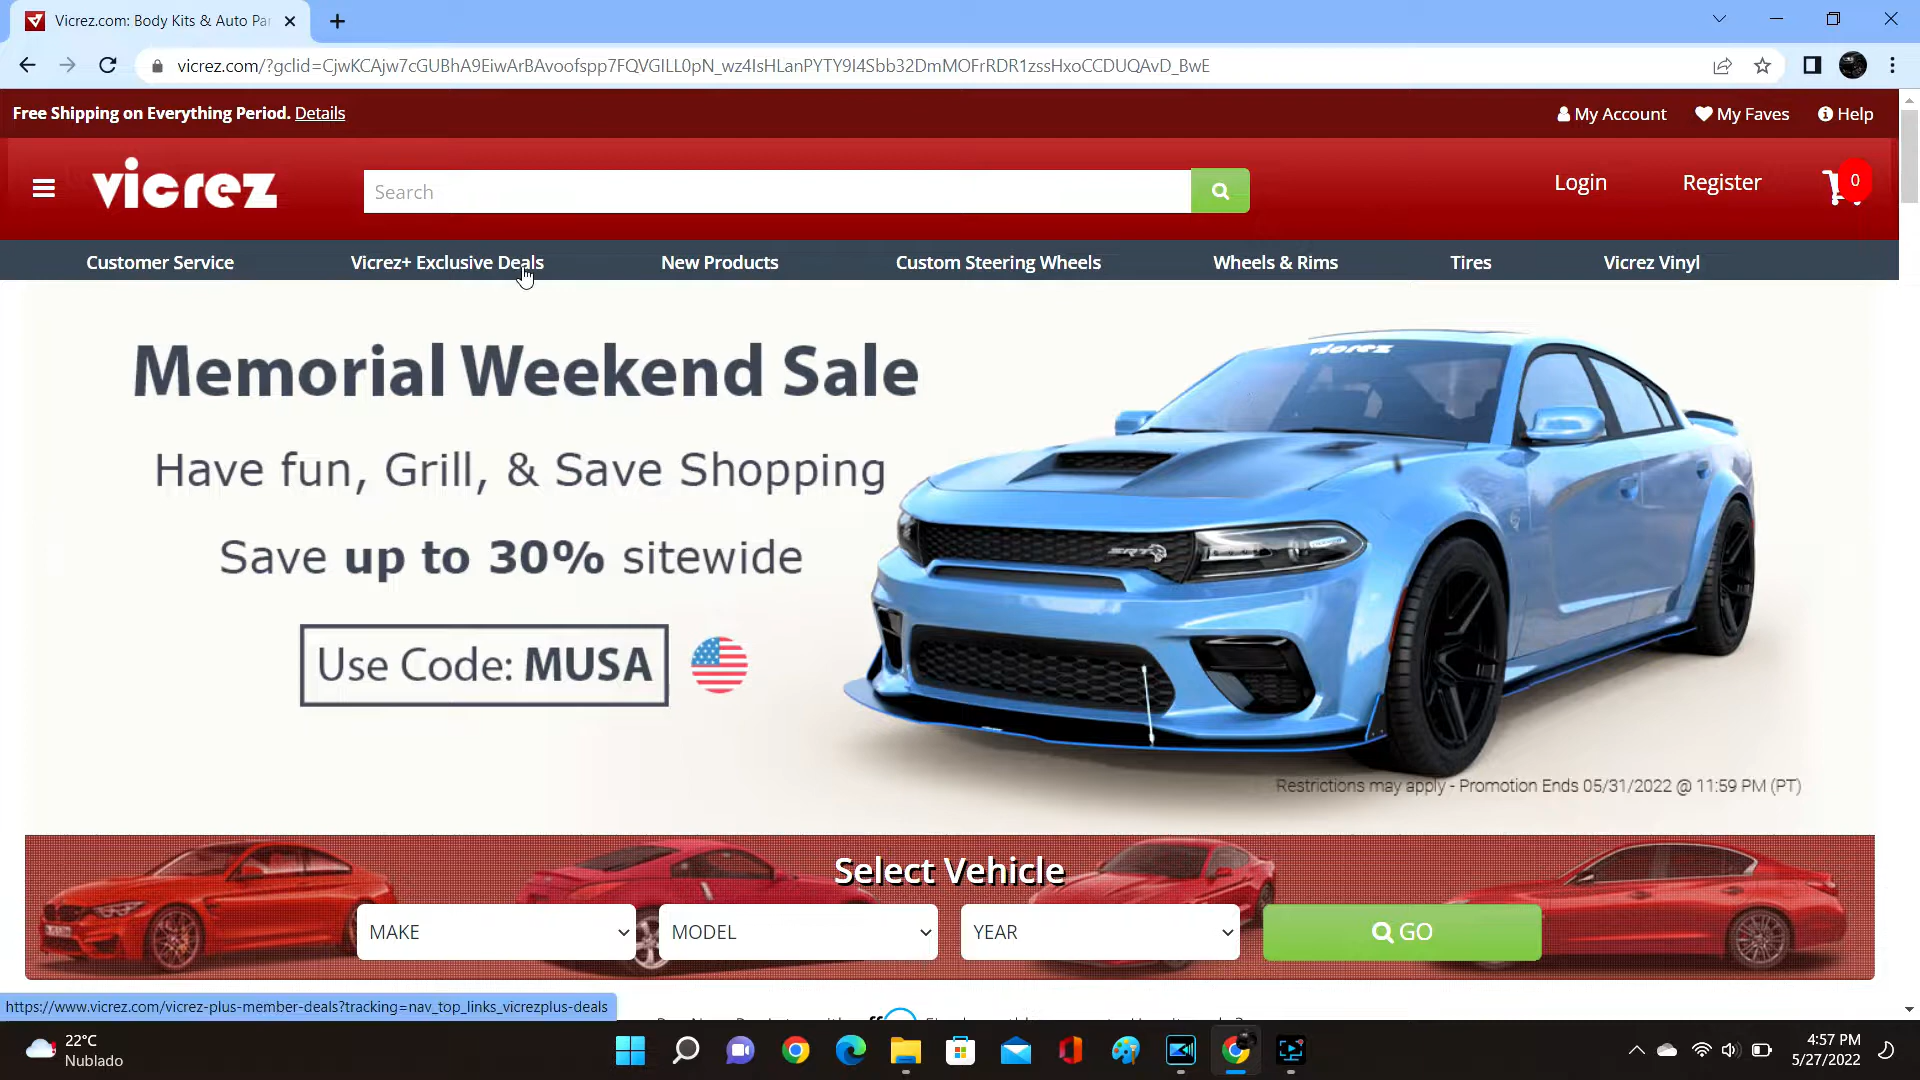 Vicrez.com: Body Kits & Auto Par
vicrez.com/?gclid=CjwKCAjw7cGUBhA9EiwArBAvoofspp7FQVGILL0pN_wz4IsHLanPYTY9I4Sbb32DmMOFrRDR1zssHxoCCDUQAvD_BwE
Free Shipping on Everything Period. Details
My Account My Faves Help
vicrez
Search
Login Register 0
Customer Service Vicrez+ Exclusive Deals New Products Custom Steering Wheels Wheels & Rims Tires Vicrez Vinyl
vicrez
Memorial Weekend Sale
Have fun, Grill, & Save Shopping
Save up to 30% sitewide
SRT
Use Code: MUSA
Restrictions may apply - Promotion Ends 05/31/2022 @ 11:59 PM (PT)
Select Vehicle
MAKE MODEL YEAR GO
https://www.vicrez.com/vicrez-plus-member-deals?tracking=nav_top_links_vicrezplus-deals
22°C
Nublado
4:57 PM
5/27/2022